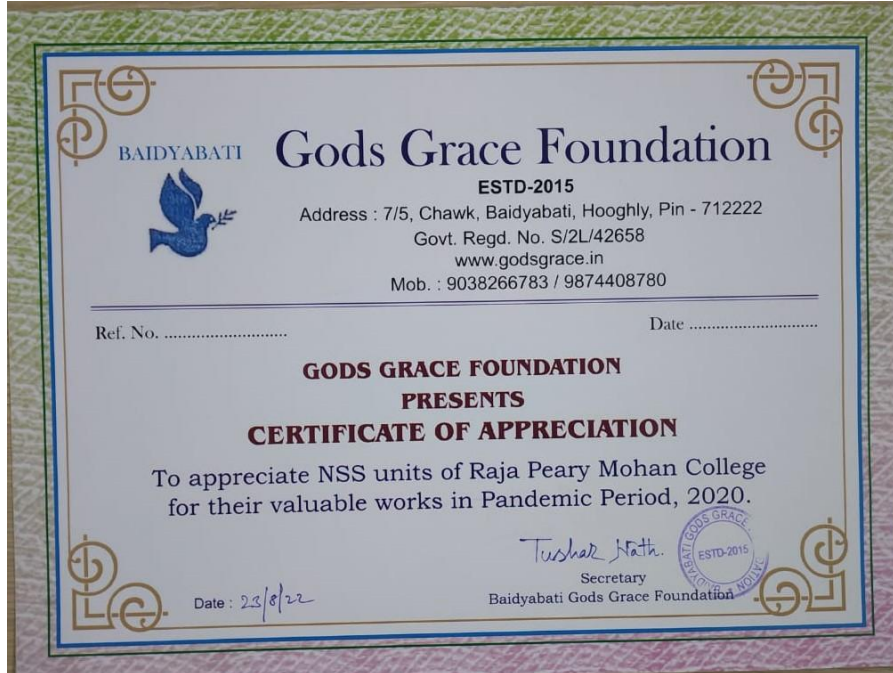 BAIDYABATI
Gods Grace Foundation
ESTD-2015
Address : 7/5, Chawk, Baidyabati, Hooghly, Pin - 712222
Govt. Regd. No. S/2L/42658
www.godsgrace.in
Mob. : 9038266783 / 9874408780
Ref. No. ...........................
Date ............................
GODS GRACE FOUNDATION
PRESENTS
CERTIFICATE OF APPRECIATION
To appreciate NSS units of Raja Peary Mohan College
for their valuable works in Pandemic Period, 2020.
Tushar Nath.
Secretary
Baidyabati Gods Grace Foundation
Date : 23/8/22
GODS GRACE
ESTD-2015